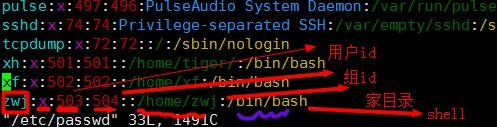 pulse:x:497:496:PulseAudio System Daemon:/var/run/pulse
sshd:x:74:74:Privilege-separated SSH:/var/empty/sshd:/s
tcpdump:x:72:72::/:/sbin/nologin
xh:x:501:501::/home/tiger/:/bin/bash
用户id
xf:x:502:502::/home/xf:/bin/bash
组id
zwj:x:503:504::/home/zwj:/bin/bash
家目录
"/etc/passwd" 33L, 1491C
shell